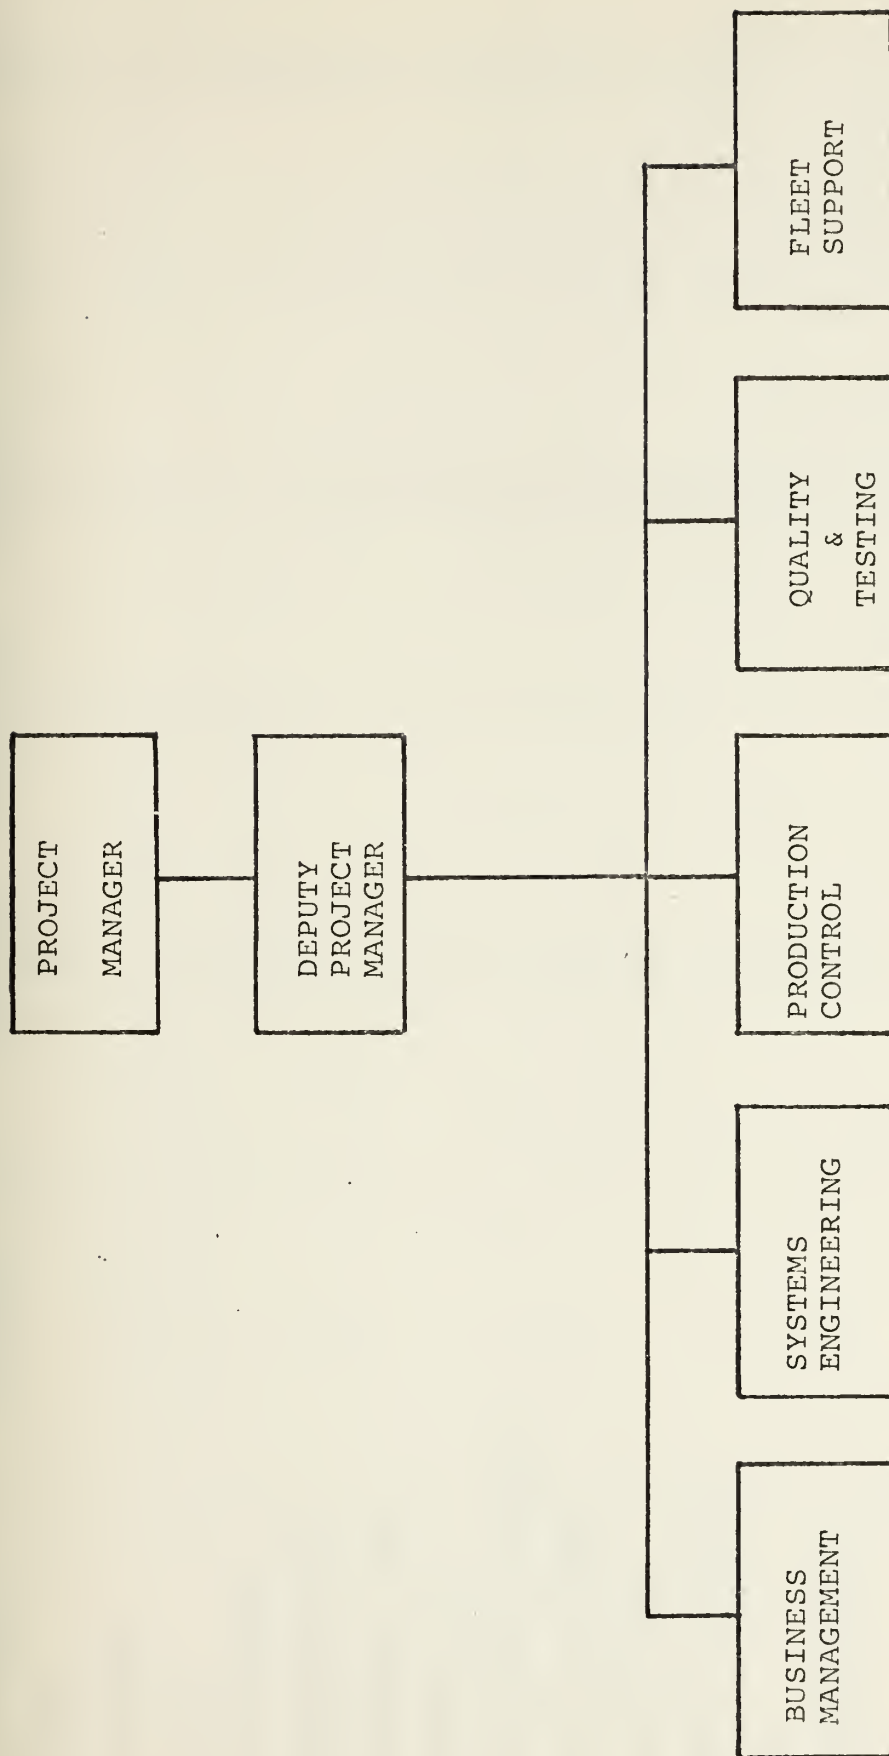 PROJECT
MANAGER
DEPUTY
PROJECT
MANAGER
BUSINESS
MANAGEMENT
SYSTEMS
ENGINEERING
PRODUCTION
CONTROL
QUALITY
&
TESTING
FLEET
SUPPORT